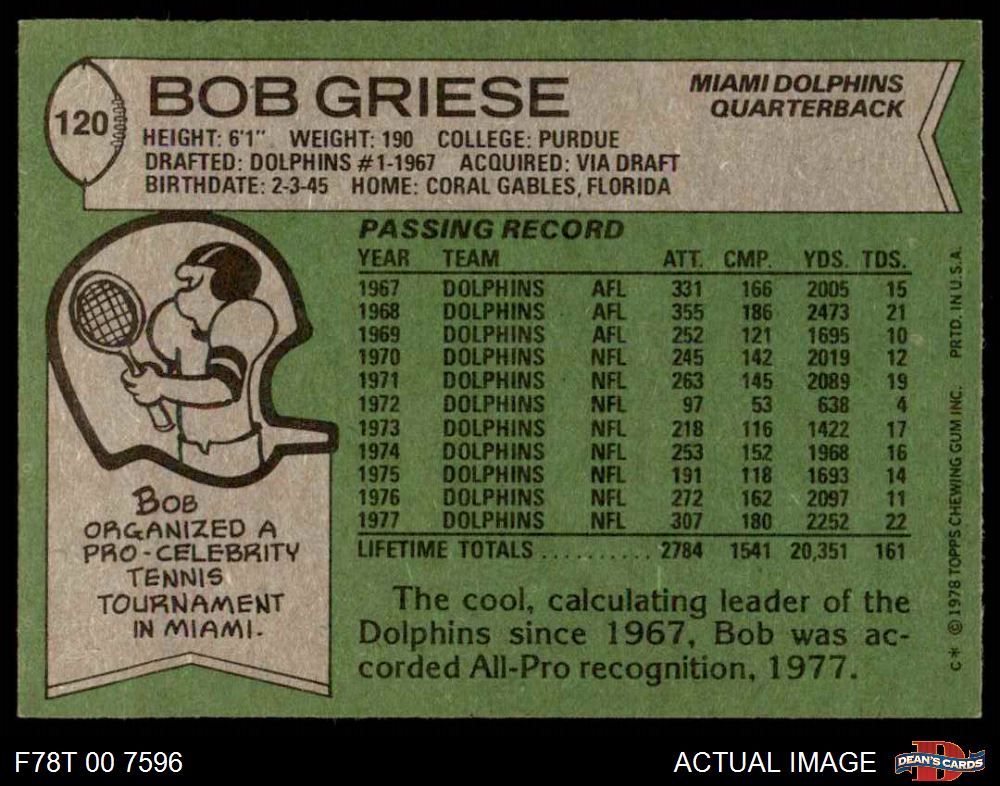 120
BOB GRIESE
MIAMI DOLPHINS
QUARTERBACK
HEIGHT: 6'1" WEIGHT: 190 COLLEGE: PURDUE
DRAFTED: DOLPHINS #1-1967 ACQUIRED: VIA DRAFT
BIRTHDATE: 2-3-45 HOME: CORAL GABLES, FLORIDA
PASSING RECORD
YEAR TEAM ATT. CMP. YDS. TDS.
1967 DOLPHINS AFL 331 166 2005 15
1968 DOLPHINS AFL 355 186 2473 21
1969 DOLPHINS AFL 252 121 1695 10
1970 DOLPHINS NFL 245 142 2019 12
1971 DOLPHINS NFL 263 145 2089 19
1972 DOLPHINS NFL 97 53 638 4
1973 DOLPHINS NFL 218 116 1422 17
1974 DOLPHINS NFL 253 152 1968 16
1975 DOLPHINS NFL 191 118 1693 14
1976 DOLPHINS NFL 272 162 2097 11
1977 DOLPHINS NFL 307 180 2252 22
LIFETIME TOTALS .......... 2784 1541 20,351 161
BOB
ORGANIZED A
PRO-CELEBRITY
TENNIS
TOURNAMENT
IN MIAMI.
The cool, calculating leader of the
Dolphins since 1967, Bob was ac-
corded All-Pro recognition, 1977.
C* © 1978 TOPPS CHEWING GUM INC. PRTD. IN U.S.A.
F78T 00 7596
ACTUAL IMAGE
D
DEAN'S CARDS